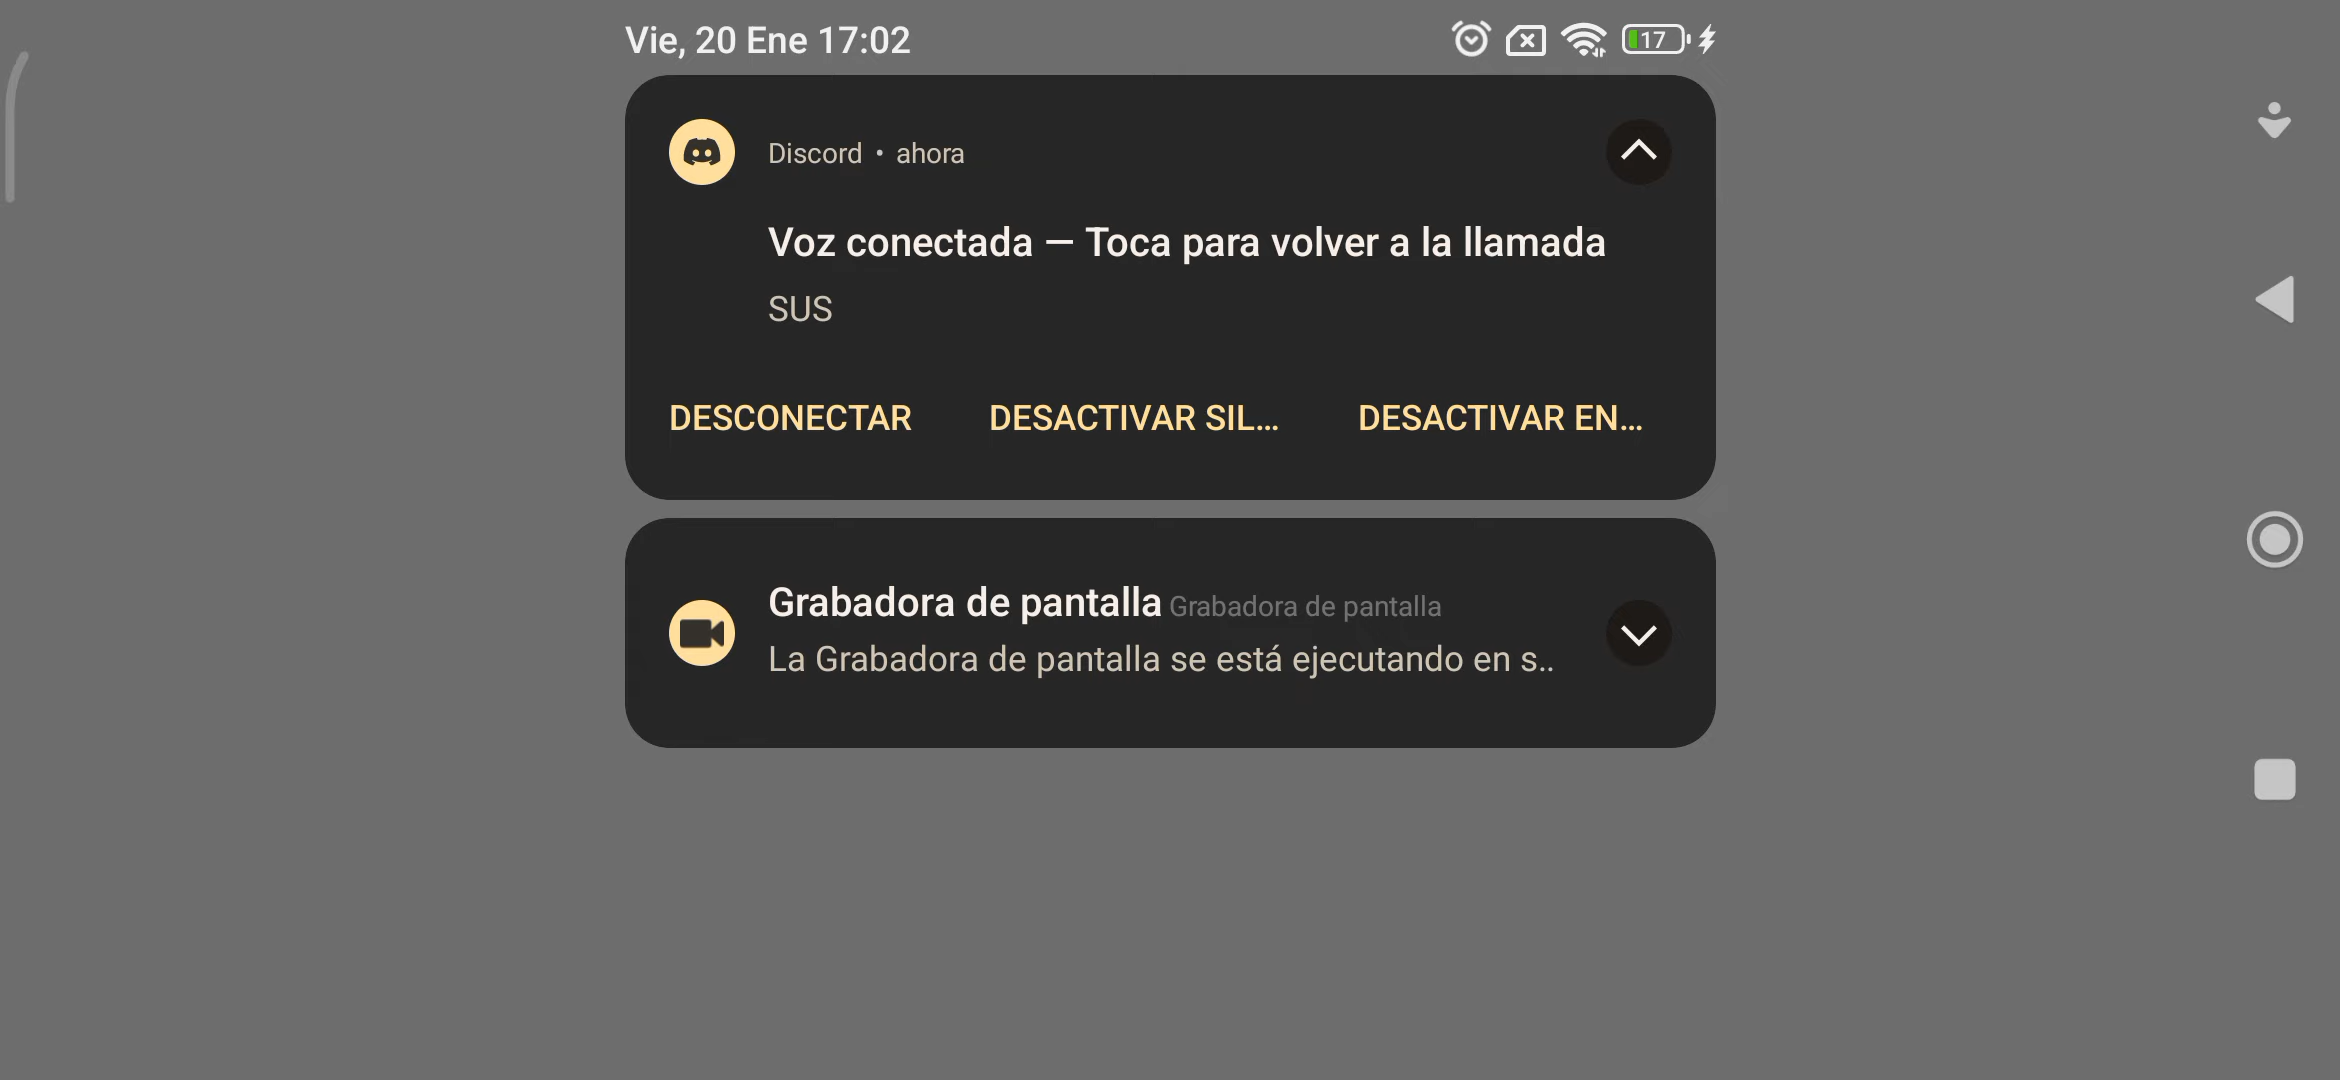 Vie, 20 Ene 17:02
17
Discord • ahora
Voz conectada — Toca para volver a la llamada
SUS
DESCONECTAR DESACTIVAR SIL... DESACTIVAR EN...
Grabadora de pantalla Grabadora de pantalla
La Grabadora de pantalla se está ejecutando en s..